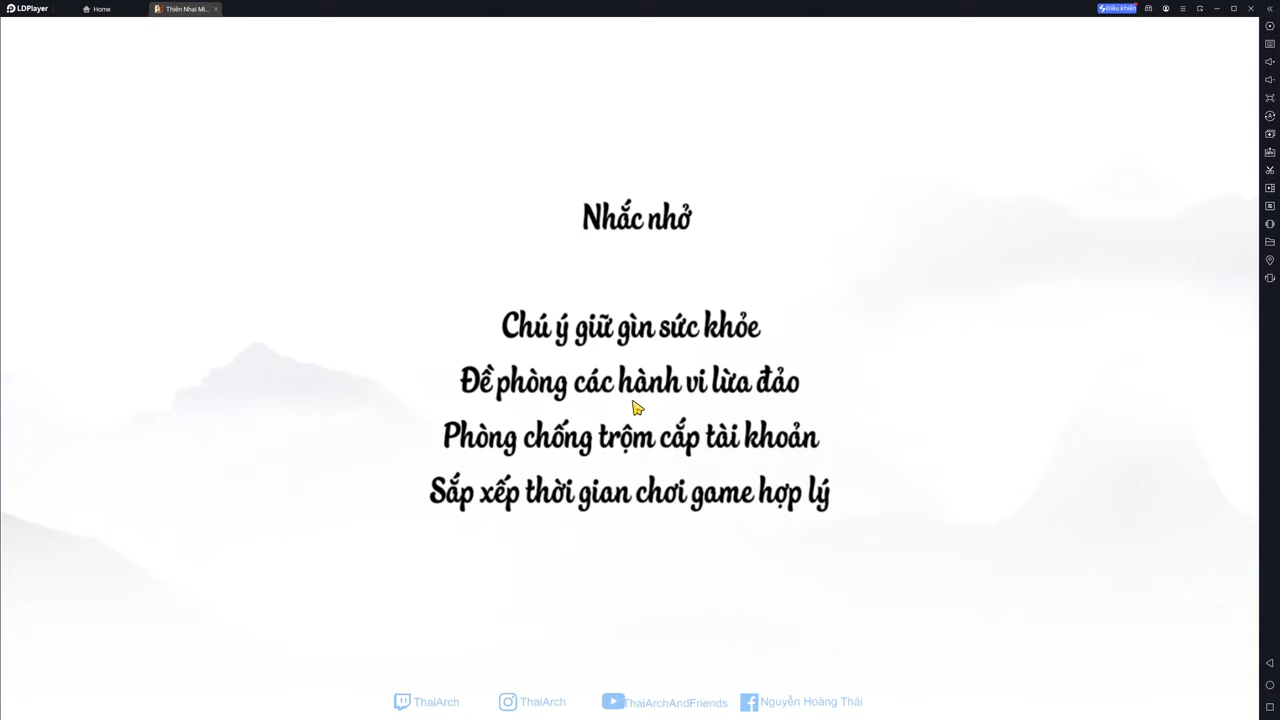 LDPlayer
Home
Thiên Nhai Mi...
Điều khiển
Nhắc nhở
Chú ý giữ gìn sức khỏe
Đề phòng các hành vi lừa đảo
Phòng chống trộm cắp tài khoản
Sắp xếp thời gian chơi game hợp lý
ThaiArch
ThaiArch
ThaiArchAndFriends
Nguyễn Hoàng Thái